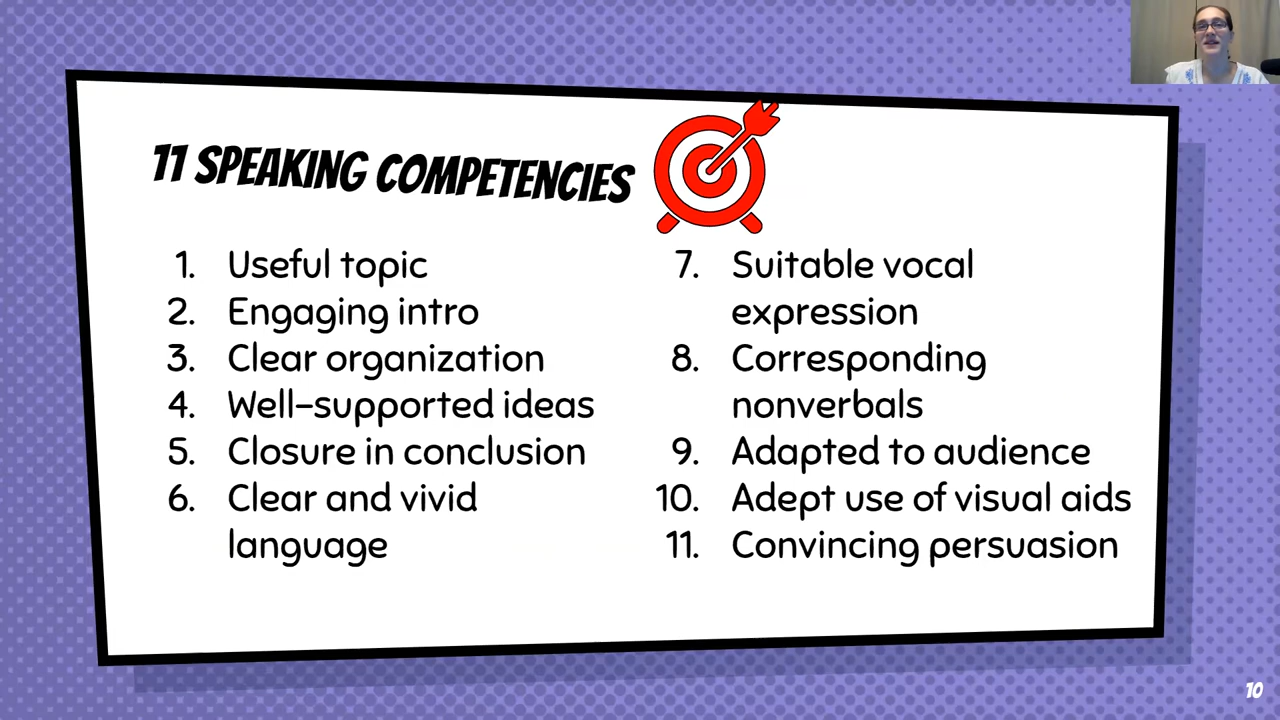 11 SPEAKING COMPETENCIES
1. Useful topic
2. Engaging intro
3. Clear organization
4. Well-supported ideas
5. Closure in conclusion
6. Clear and vivid
language
7. Suitable vocal
expression
8. Corresponding
nonverbals
9. Adapted to audience
10. Adept use of visual aids
11. Convincing persuasion
10